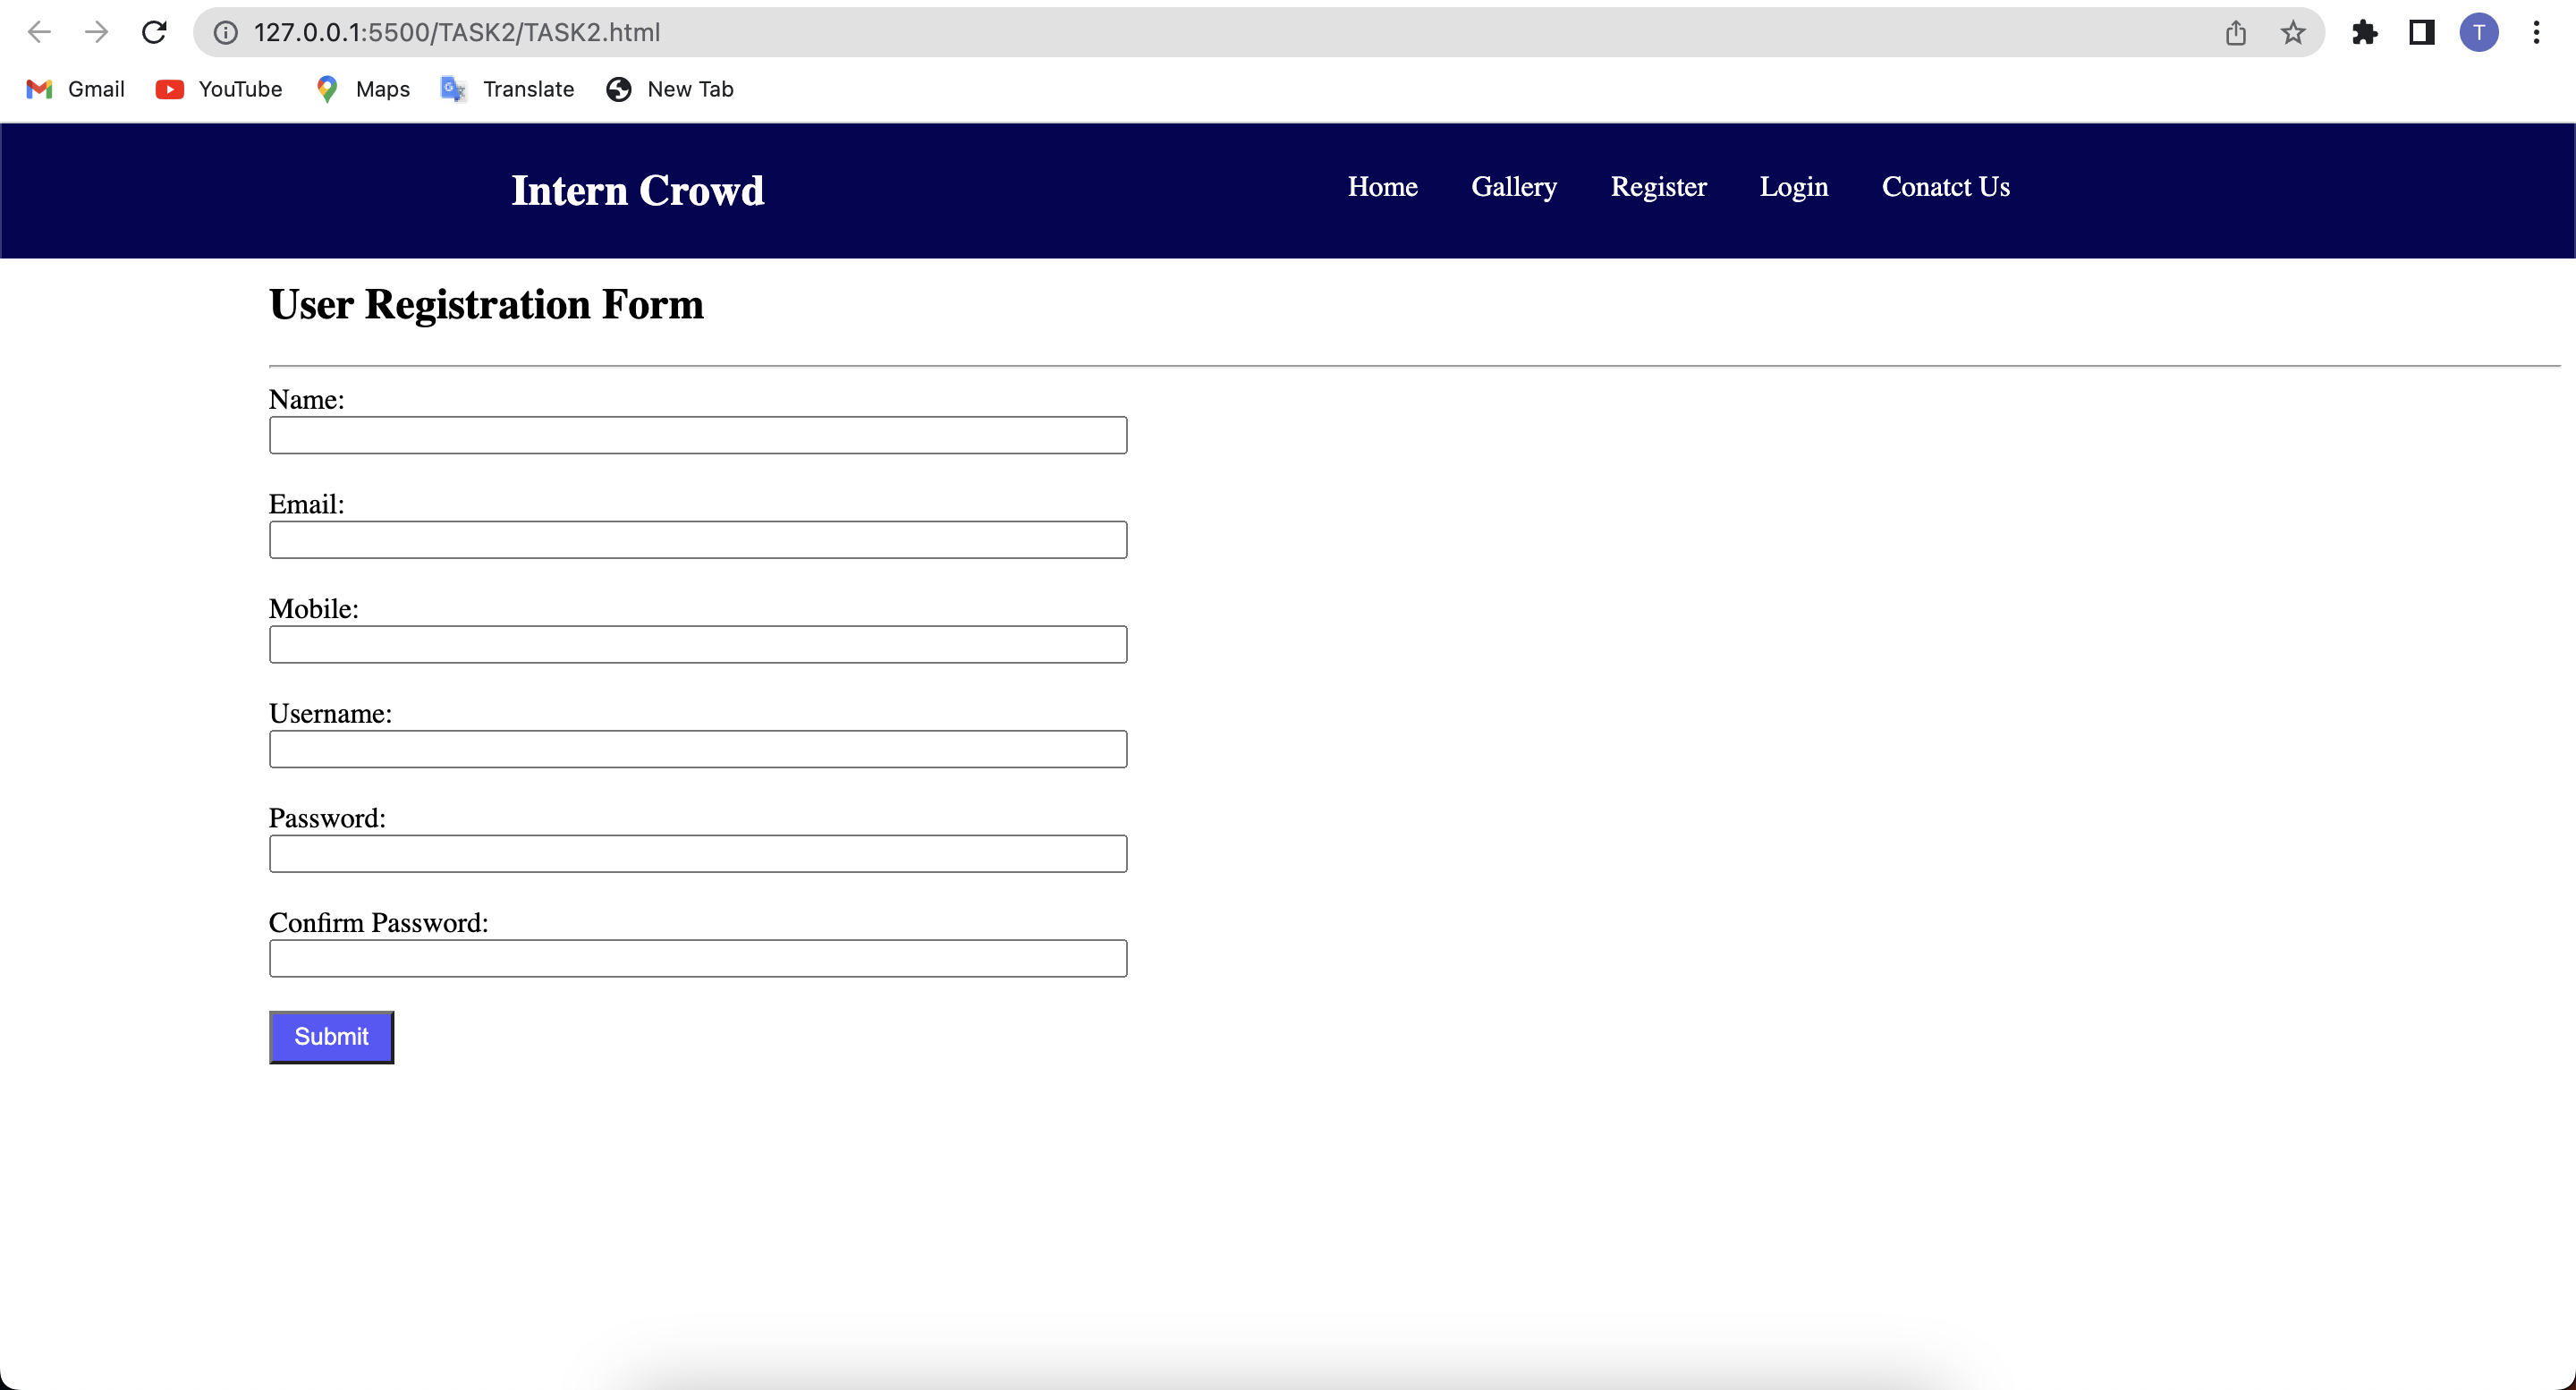 127.0.0.1:5500/TASK2/TASK2.html
T
Gmail YouTube Maps Translate New Tab
Intern Crowd Home Gallery Register Login Conatct Us
User Registration Form
Name:
Email:
Mobile:
Username:
Password:
Confirm Password:
Submit